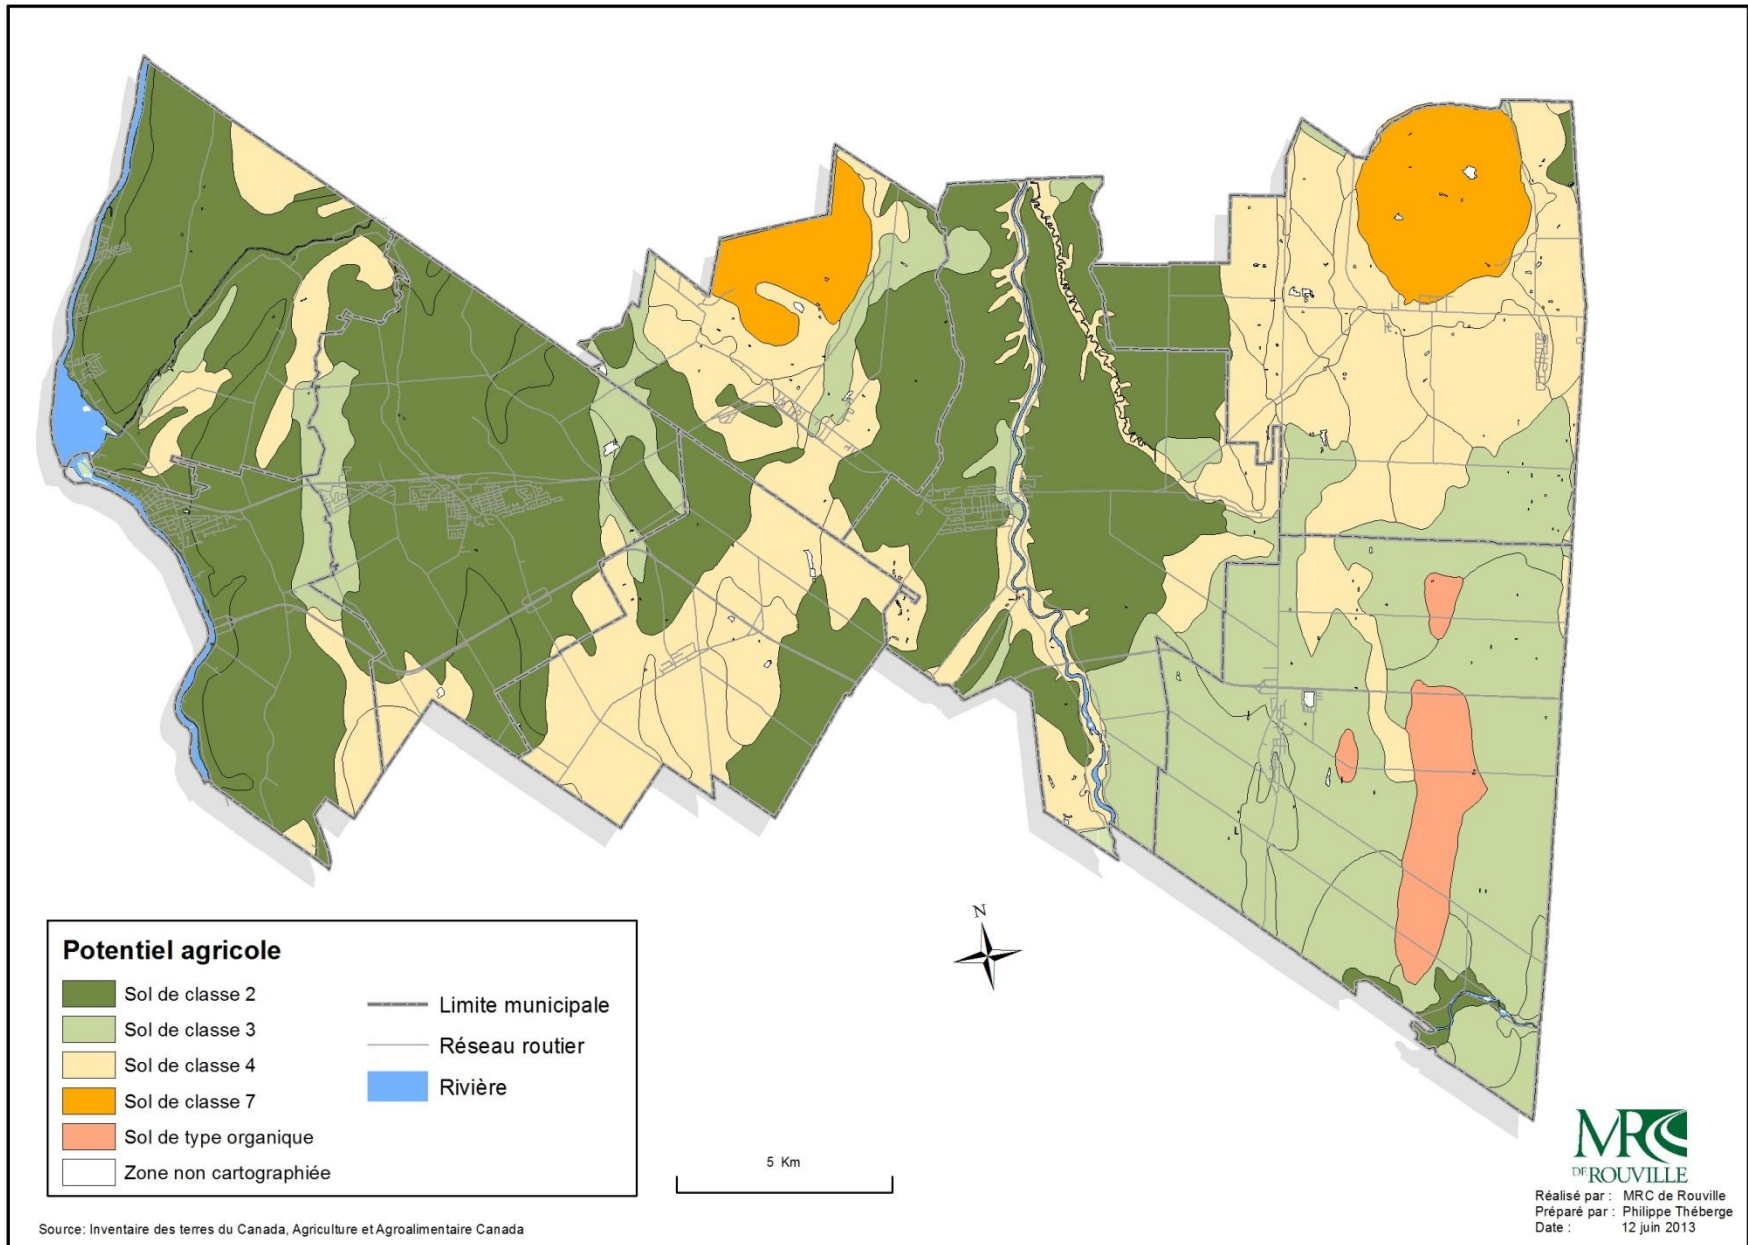 N
Potentiel agricole
Sol de classe 2
Sol de classe 3
Sol de classe 4
Sol de classe 7
Sol de type organique
Zone non cartographiée
Limite municipale
Réseau routier
Rivière
5 Km
MRC
DE ROUVILLE
Réalisé par : MRC de Rouville
Préparé par : Philippe Théberge
Date : 12 juin 2013
Source: Inventaire des terres du Canada, Agriculture et Agroalimentaire Canada